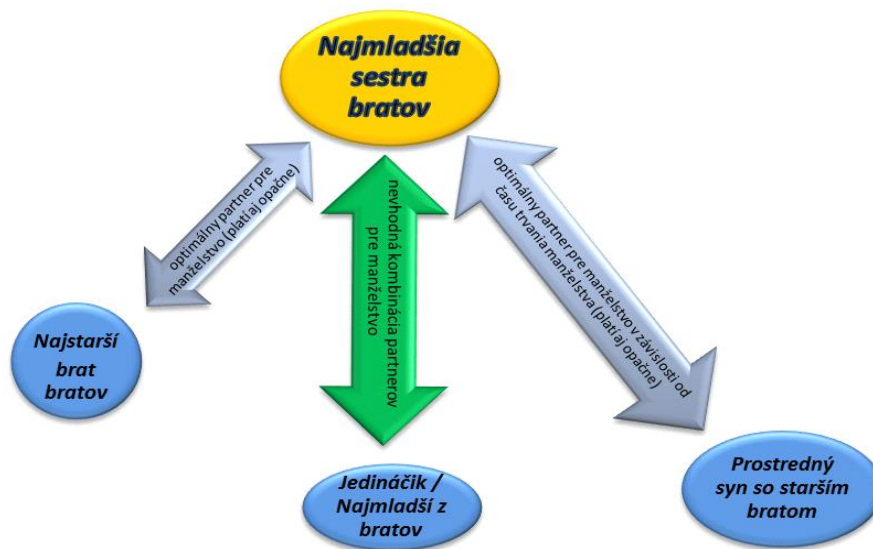 Najmladšia
sestra
bratov
optimálny partner pre
manželstvo (platí aj opačne)
nevhodná kombinácia partnerov
pre manželstvo
optimálny partner pre manželstvo v závislosti od
času trvania manželstva (platí aj opačne)
Najstarší
brat
bratov
Jedináčik /
Najmladší z
bratov
Prostredný
syn so starším
bratom